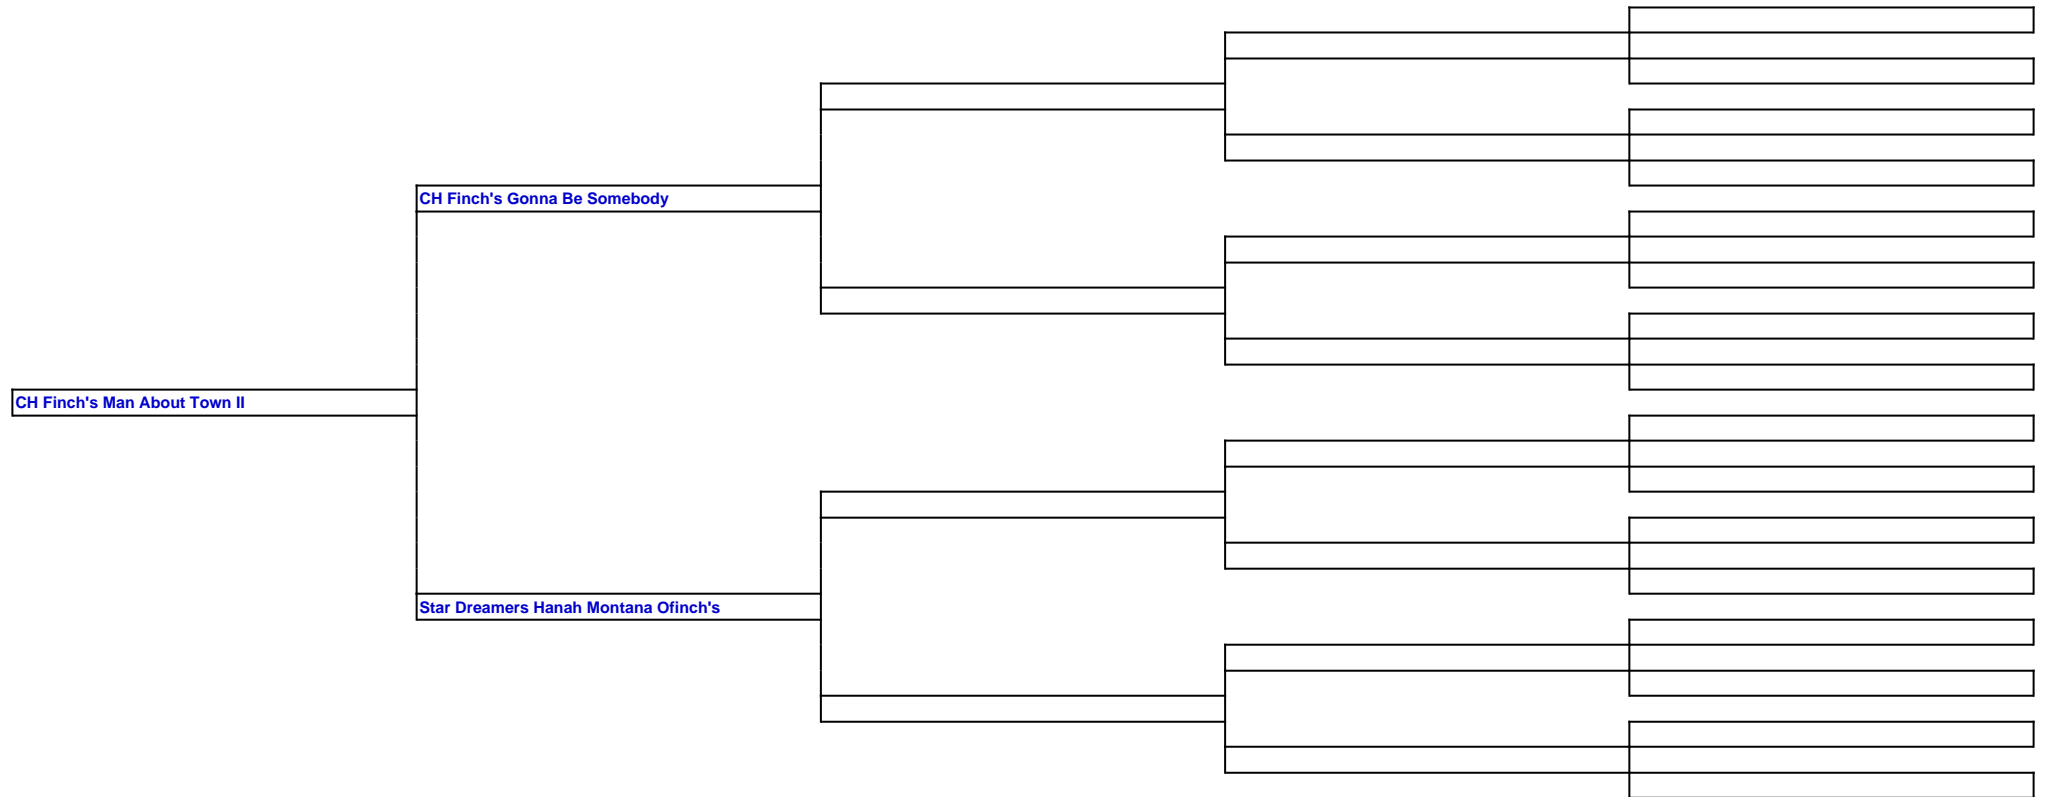 CH Finch's Gonna Be Somebody
CH Finch's Man About Town II
Star Dreamers Hanah Montana Ofinch's